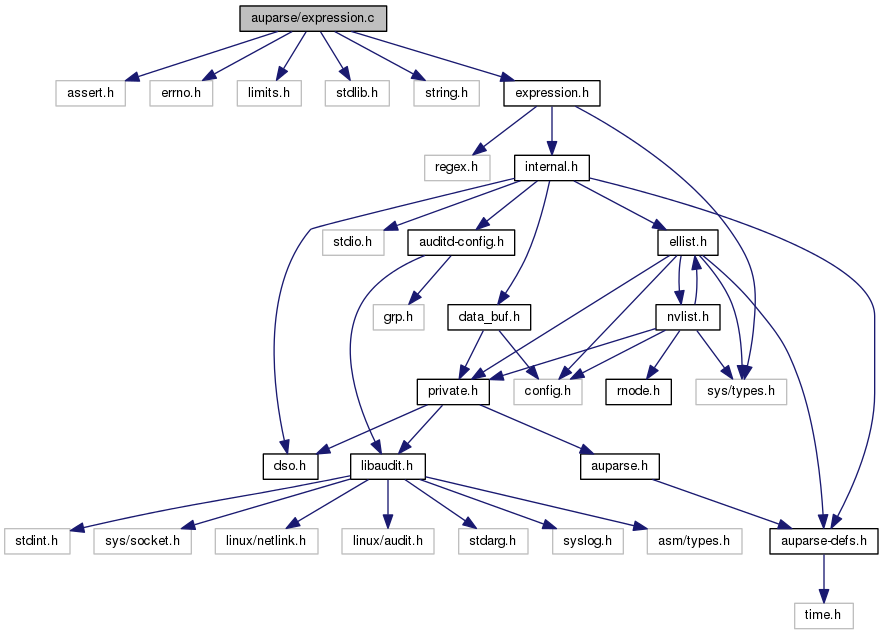 auparse/expression.c
assert.h
errno.h
limits.h
stdlib.h
string.h
expression.h
regex.h
internal.h
stdio.h
auditd-config.h
ellist.h
grp.h
data_buf.h
nvlist.h
private.h
config.h
rnode.h
sys/types.h
dso.h
libaudit.h
auparse.h
stdint.h
sys/socket.h
linux/netlink.h
linux/audit.h
stdarg.h
syslog.h
asm/types.h
auparse-defs.h
time.h